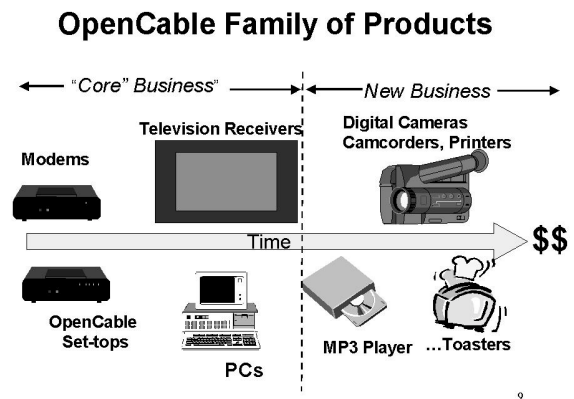 OpenCable Family of Products
“Core” Business”
New Business
Television Receivers
Digital Cameras
Camcorders, Printers
Modems
Time
$$
OpenCable
Set-tops
PCs
MP3 Player
...Toasters
9